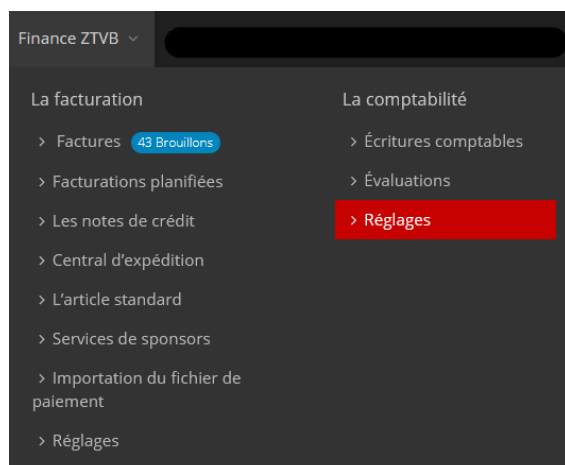 Finance ZTVB
La facturation
Factures 43 Brouillons
Facturations planifiées
Les notes de crédit
Central d'expédition
L'article standard
Services de sponsors
Importation du fichier de
paiement
Réglages
La comptabilité
Écritures comptables
Évaluations
Réglages